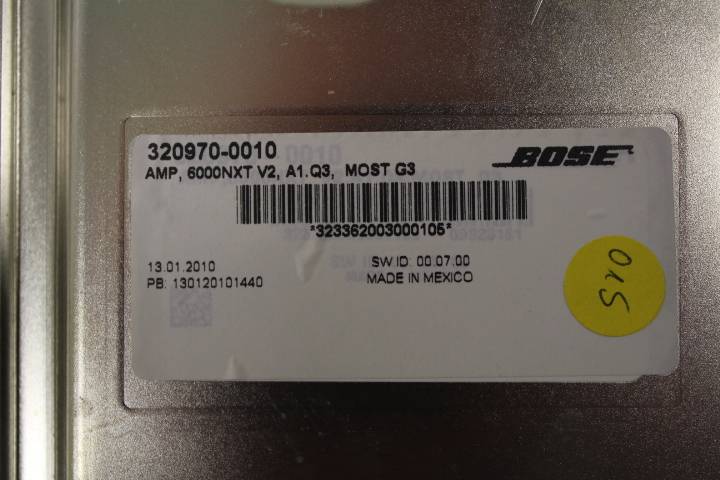 320970-0010
BOSE
AMP, 6000NXT V2, A1.Q3, MOST G3
*323362003000105*
13.01.2010
SW ID: 00.07.00
PB: 130120101440
MADE IN MEXICO